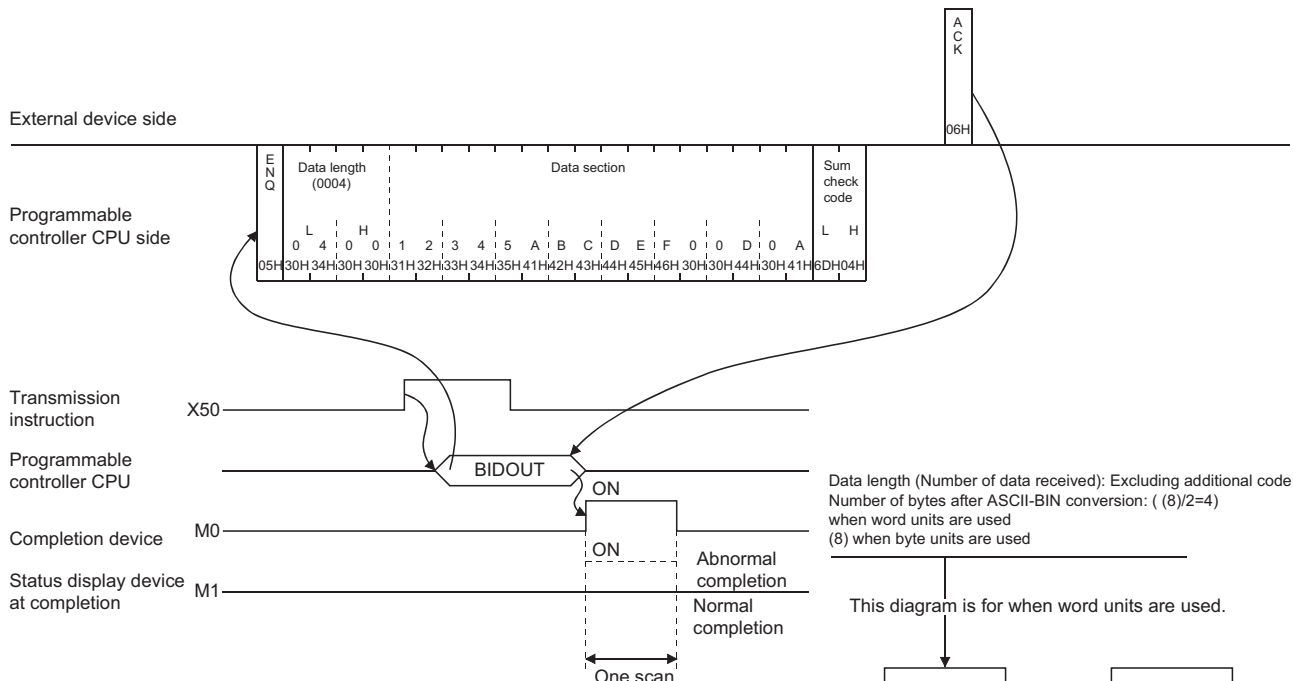 A
C
K
06H
External device side
E
N
Q
Data length
(0004)
Data section
Sum
check
code
Programmable
controller CPU side
L H L H
0 4 0 0 1 2 3 4 5 A B C D E F 0 0 D 0 A
05H 30H 34H 30H 30H 31H 32H 33H 34H 35H 41H 42H 43H 44H 45H 46H 30H 30H 44H 30H 41H 6DH 04H
Transmission
instruction
X50
Programmable
controller CPU
BIDOUT
ON
Completion device M0
ON
Abnormal
completion
Status display device
at completion
M1
Normal
completion
One scan
Data length (Number of data received): Excluding additional code
Number of bytes after ASCII-BIN conversion: ( (8)/2=4)
when word units are used
(8) when byte units are used
This diagram is for when word units are used.